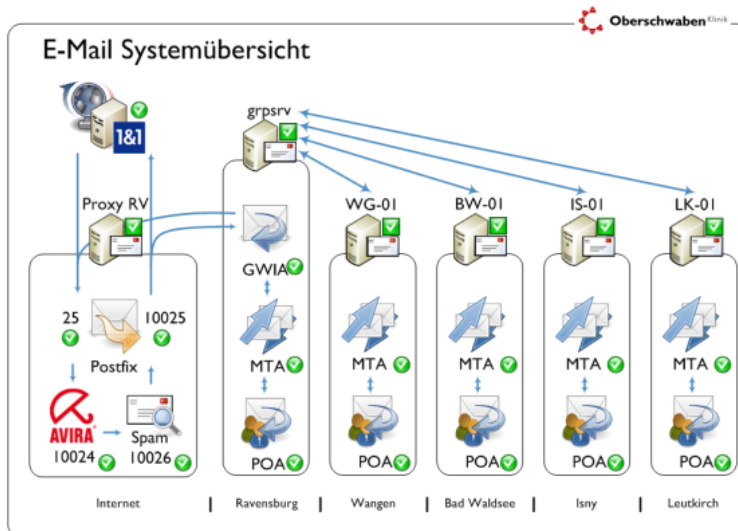 Oberschwaben Klinik
E-Mail Systemübersicht
1&1
grpsrv
Proxy RV
WG-01
BW-01
IS-01
LK-01
GWIA
25
10025
Postfix
MTA
MTA
MTA
MTA
MTA
AVIRA
Spam
10024
10026
POA
POA
POA
POA
POA
Internet | Ravensburg | Wangen | Bad Waldsee | Isny | Leutkirch